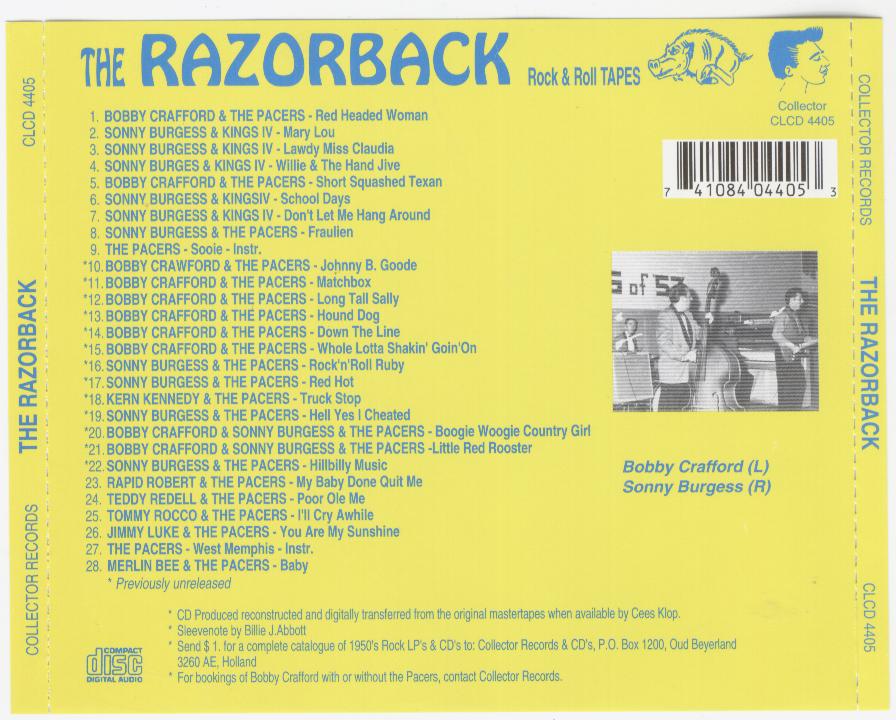 THE RAZORBACK Rock & Roll TAPES
Collector
CLCD 4405
7 41084 04405 3
1. BOBBY CRAFFORD & THE PACERS - Red Headed Woman
2. SONNY BURGESS & KINGS IV - Mary Lou
3. SONNY BURGESS & KINGS IV - Lawdy Miss Claudia
4. SONNY BURGES & KINGS IV - Willie & The Hand Jive
5. BOBBY CRAFFORD & THE PACERS - Short Squashed Texan
6. SONNY BURGESS & KINGSIV - School Days
7. SONNY BURGESS & KINGS IV - Don't Let Me Hang Around
8. SONNY BURGESS & THE PACERS - Fraulien
9. THE PACERS - Sooie - Instr.
*10. BOBBY CRAWFORD & THE PACERS - Johnny B. Goode
*11. BOBBY CRAFFORD & THE PACERS - Matchbox
*12. BOBBY CRAFFORD & THE PACERS - Long Tall Sally
*13. BOBBY CRAFFORD & THE PACERS - Hound Dog
*14. BOBBY CRAFFORD & THE PACERS - Down The Line
*15. BOBBY CRAFFORD & THE PACERS - Whole Lotta Shakin' Goin'On
*16. SONNY BURGESS & THE PACERS - Rock'n'Roll Ruby
*17. SONNY BURGESS & THE PACERS - Red Hot
*18. KERN KENNEDY & THE PACERS - Truck Stop
*19. SONNY BURGESS & THE PACERS - Hell Yes I Cheated
*20. BOBBY CRAFFORD & SONNY BURGESS & THE PACERS - Boogie Woogie Country Girl
*21. BOBBY CRAFFORD & SONNY BURGESS & THE PACERS -Little Red Rooster
*22. SONNY BURGESS & THE PACERS - Hillbilly Music
23. RAPID ROBERT & THE PACERS - My Baby Done Quit Me
24. TEDDY REDELL & THE PACERS - Poor Ole Me
25. TOMMY ROCCO & THE PACERS - I'll Cry Awhile
26. JIMMY LUKE & THE PACERS - You Are My Sunshine
27. THE PACERS - West Memphis - Instr.
28. MERLIN BEE & THE PACERS - Baby
* Previously unreleased
of 57
Bobby Crafford (L)
Sonny Burgess (R)
* CD Produced reconstructed and digitally transferred from the original mastertapes when available by Cees Klop.
* Sleevenote by Billie J.Abbott
* Send $ 1. for a complete catalogue of 1950's Rock LP's & CD's to: Collector Records & CD's, P.O. Box 1200, Oud Beyerland
3260 AE, Holland
* For bookings of Bobby Crafford with or without the Pacers, contact Collector Records.
COMPACT
disc
DIGITAL AUDIO
COLLECTOR RECORDS THE RAZORBACK CLCD 4405
COLLECTOR RECORDS THE RAZORBACK CLCD 4405